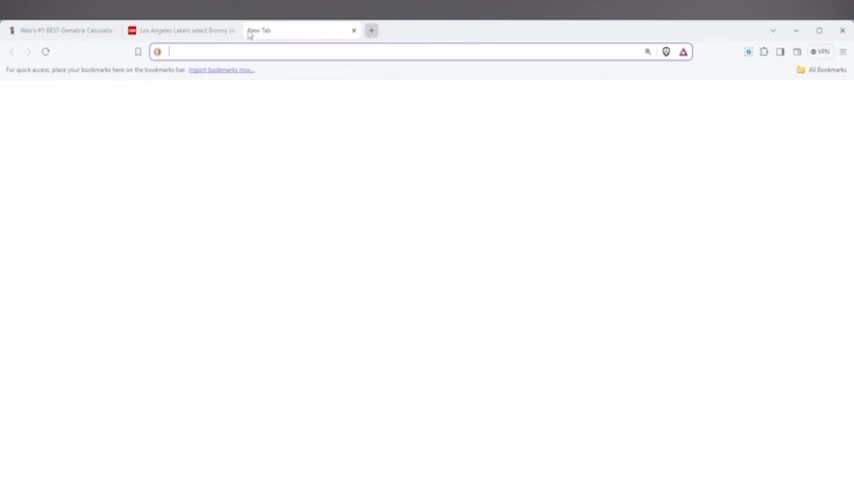 Web's #1 BEST Gematria Calculator
CNN
Los Angeles Lakers select Bronny Ja
New Tab
VPN
For quick access, place your bookmarks here on the bookmarks bar. Import bookmarks now...
All Bookmarks